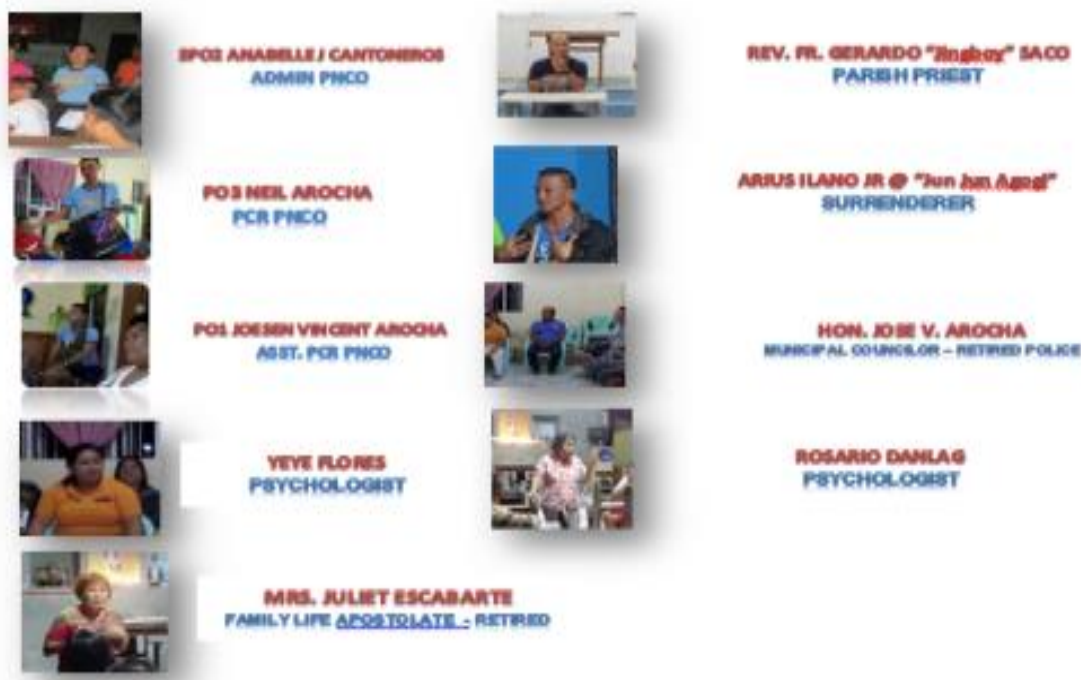 SPO2 ANABELLE J CANTONEROS
ADMIN PNCO
PO3 NEIL AROCHA
PCR PNCO
PO1 JOESEN VINCENT AROCHA
ASST. PCR PNCO
YEYE FLORES
PSYCHOLOGIST
MRS. JULIET ESCABARTE
FAMILY LIFE APOSTOLATE - RETIRED
REV. FR. GERARDO "Jingboy" SACO
PARISH PRIEST
ARIUS ILANO JR @ "Jun Jun Agogi"
SURRENDERER
HON. JOSE V. AROCHA
MUNICIPAL COUNCILOR – RETIRED POLICE
ROSARIO DANLAG
PSYCHOLOGIST